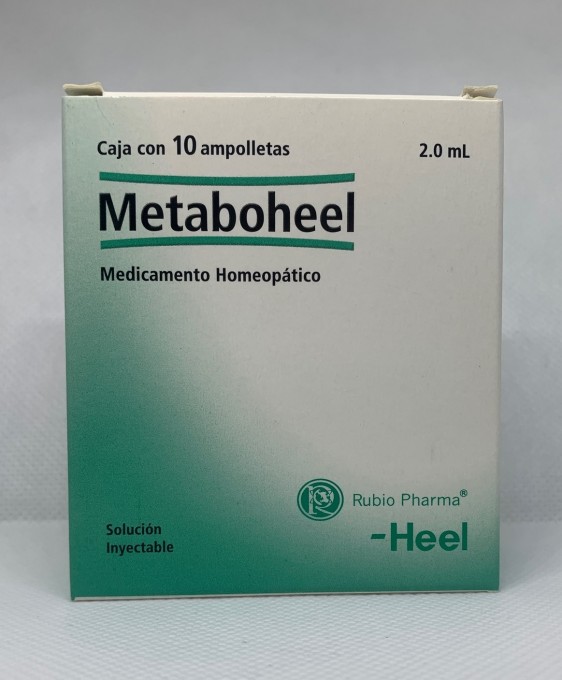 Caja con 10 ampolletas 2.0 mL
Metaboheel
Medicamento Homeopático
Rubio Pharma®
-Heel
Solución
Inyectable